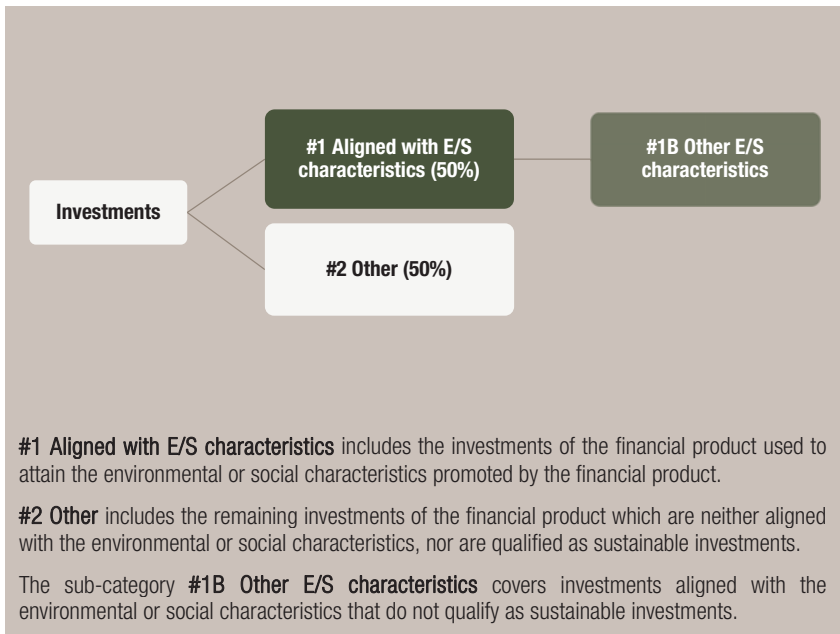 #1 Aligned with E/S
characteristics (50%)
#1B Other E/S
characteristics
Investments
#2 Other (50%)
#1 Aligned with E/S characteristics includes the investments of the financial product used to
attain the environmental or social characteristics promoted by the financial product.
#2 Other includes the remaining investments of the financial product which are neither aligned
with the environmental or social characteristics, nor are qualified as sustainable investments.
The sub-category #1B Other E/S characteristics covers investments aligned with the
environmental or social characteristics that do not qualify as sustainable investments.